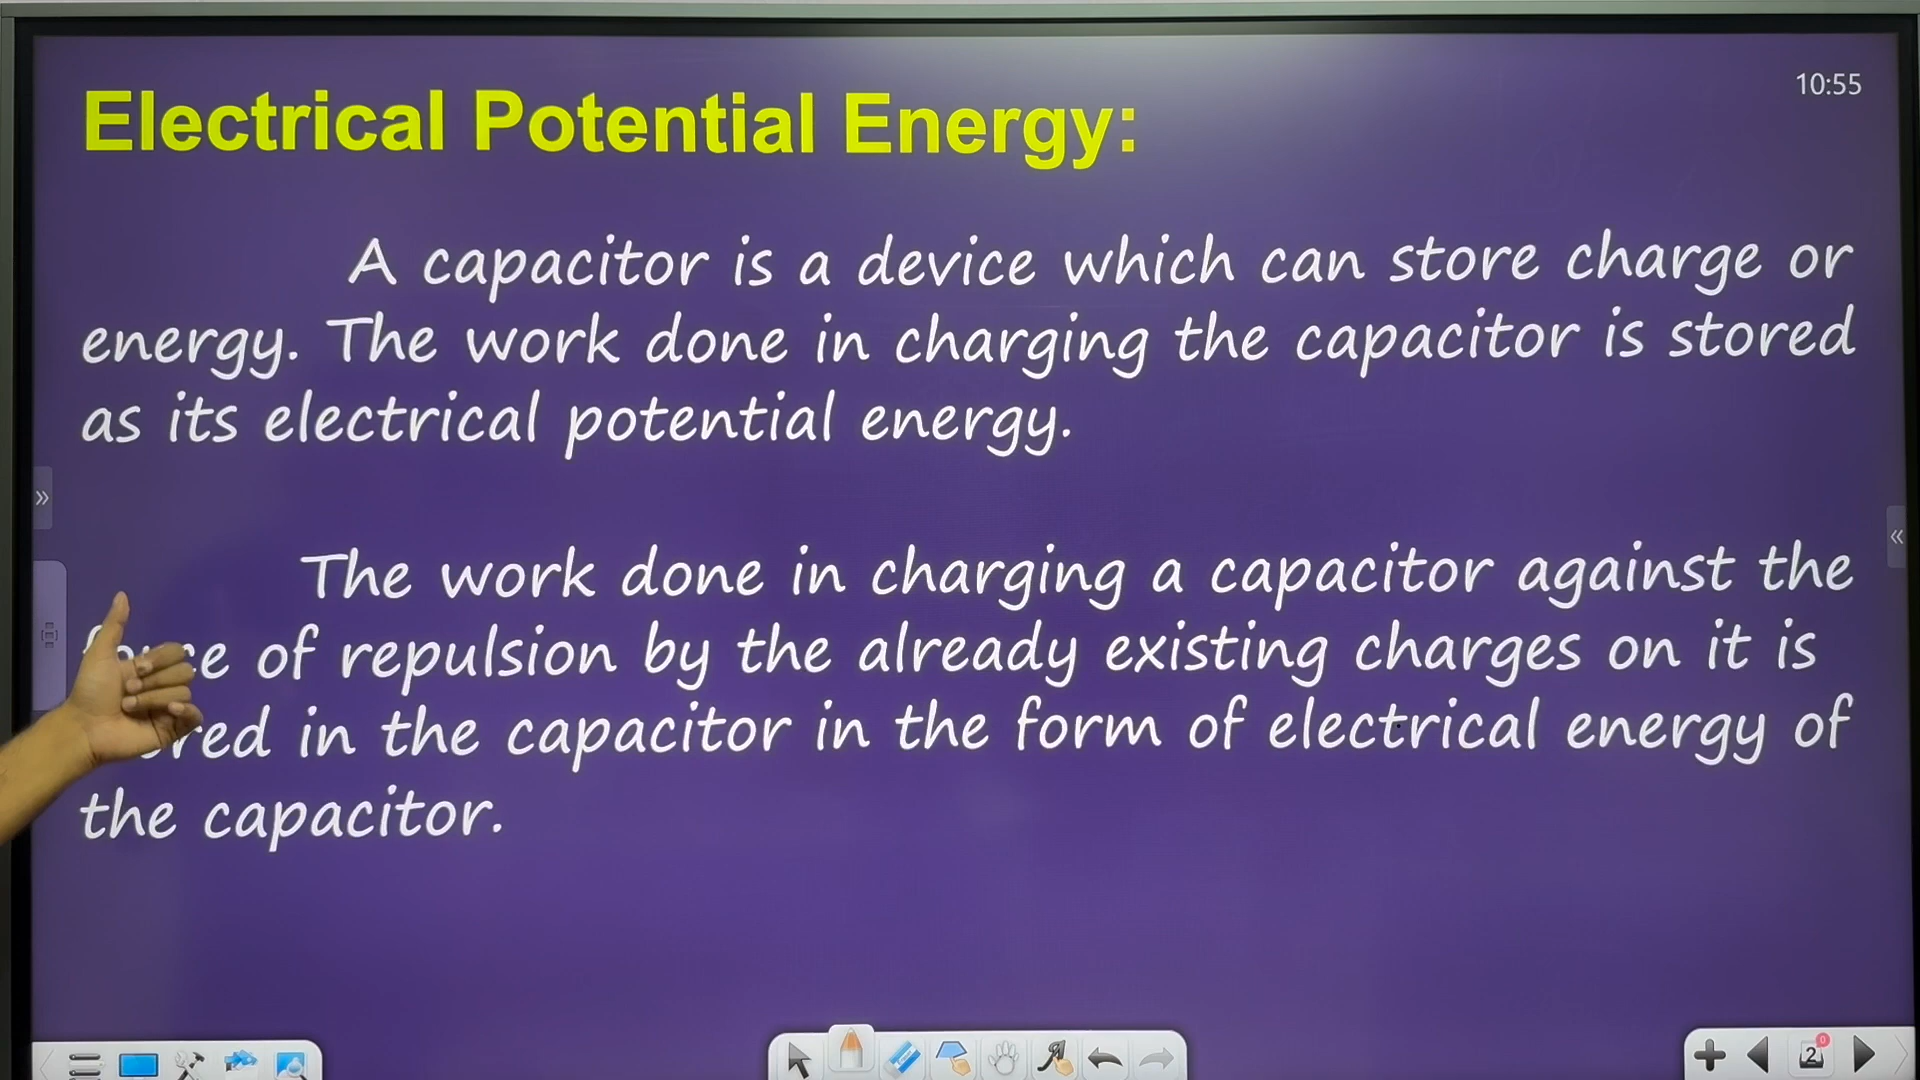 10:55
Electrical Potential Energy:
A capacitor is a device which can store charge or
energy. The work done in charging the capacitor is stored
as its electrical potential energy.
The work done in charging a capacitor against the
of repulsion by the already existing charges on it is
in the capacitor in the form of electrical energy of
the capacitor.
2
0